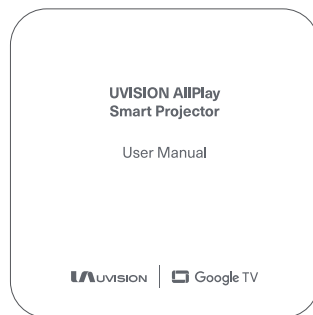 UVISION AllPlay
Smart Projector
User Manual
UVISION | Google TV